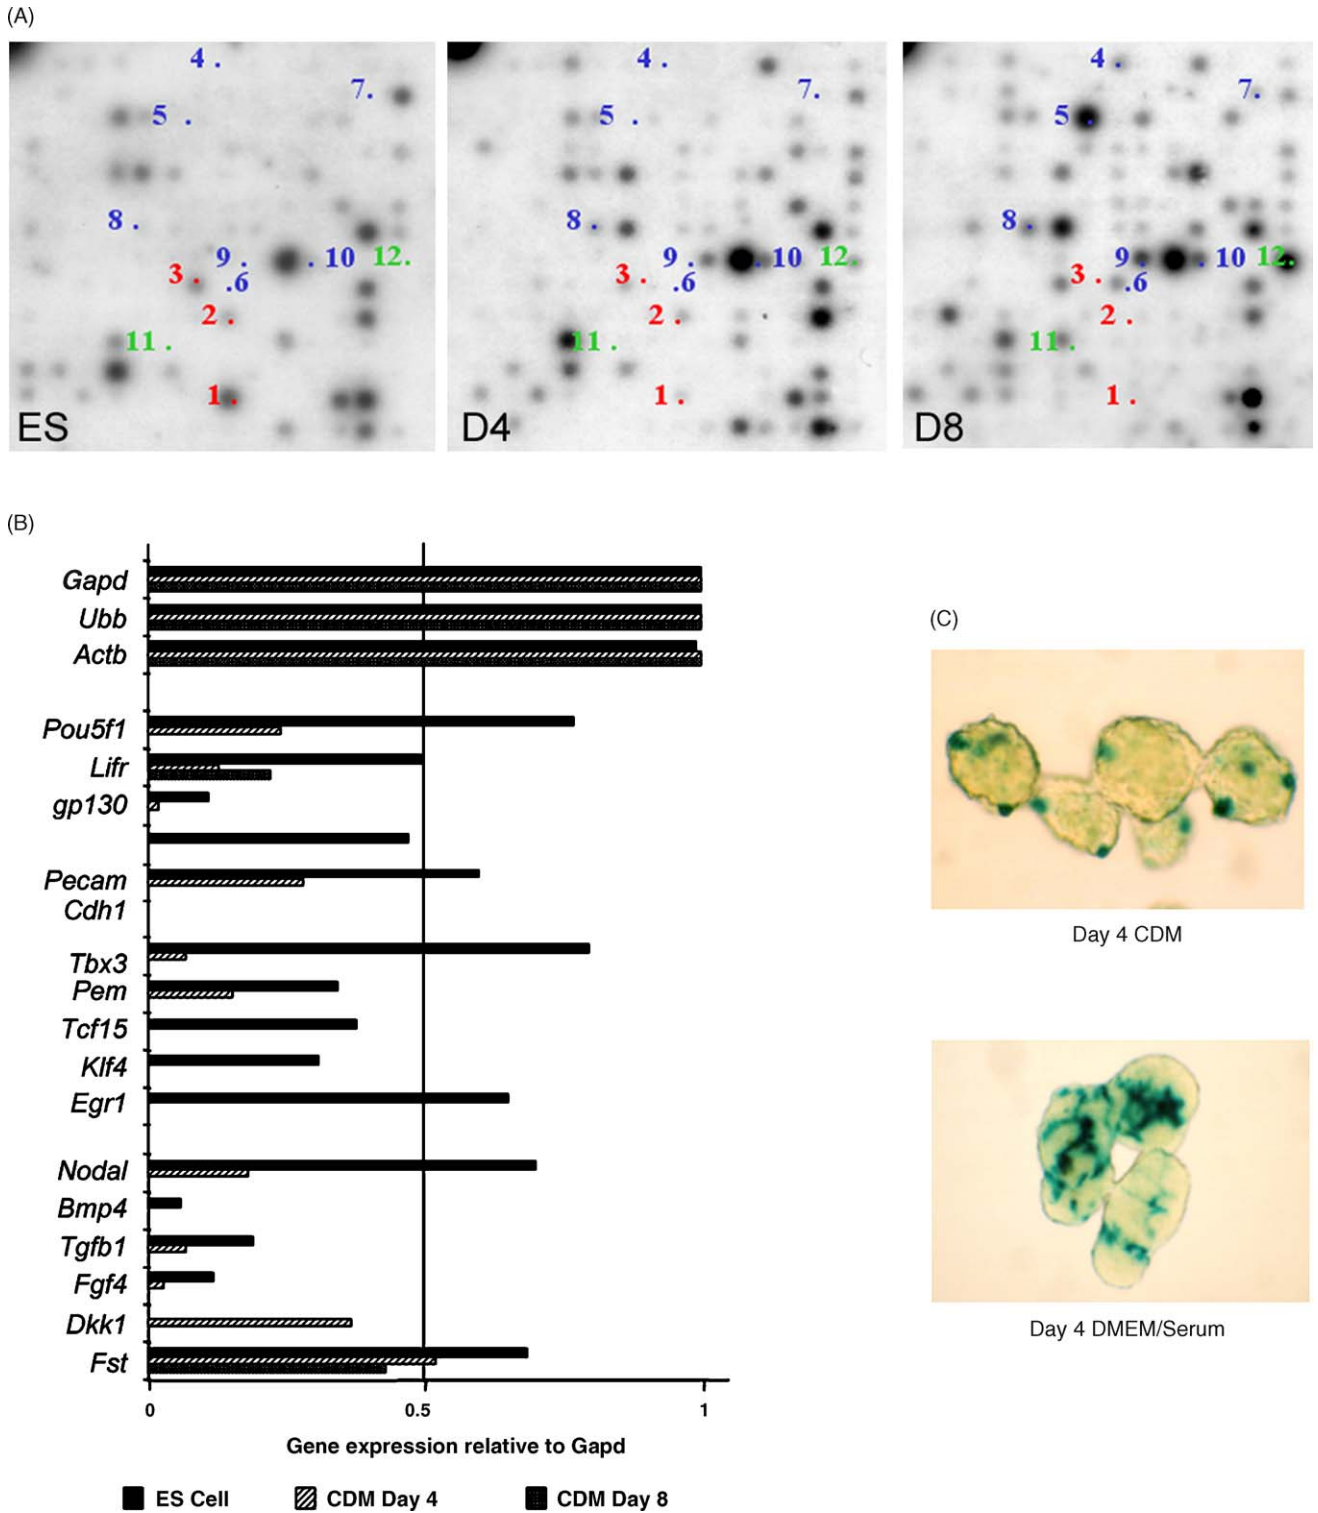 (A)
4 .
7.
5 .
8 .
9 .
. 10
12.
3 .
.6
2 .
11 .
1 .
ES
4 .
7.
5 .
8 .
9 .
. 10
12.
3 .
.6
2 .
11 .
1 .
D4
4 .
7.
5 .
8 .
9 .
. 10
12.
3 .
.6
2 .
11 .
1 .
D8
(B)
Gapd
Ubb
Actb
Pou5f1
Lifr
gp130
Pecam
Cdh1
Tbx3
Pem
Tcf15
Klf4
Egr1
Nodal
Bmp4
Tgfb1
Fgf4
Dkk1
Fst
0 0.5 1
Gene expression relative to Gapd
ES Cell CDM Day 4 CDM Day 8
(C)
Day 4 CDM
Day 4 DMEM/Serum